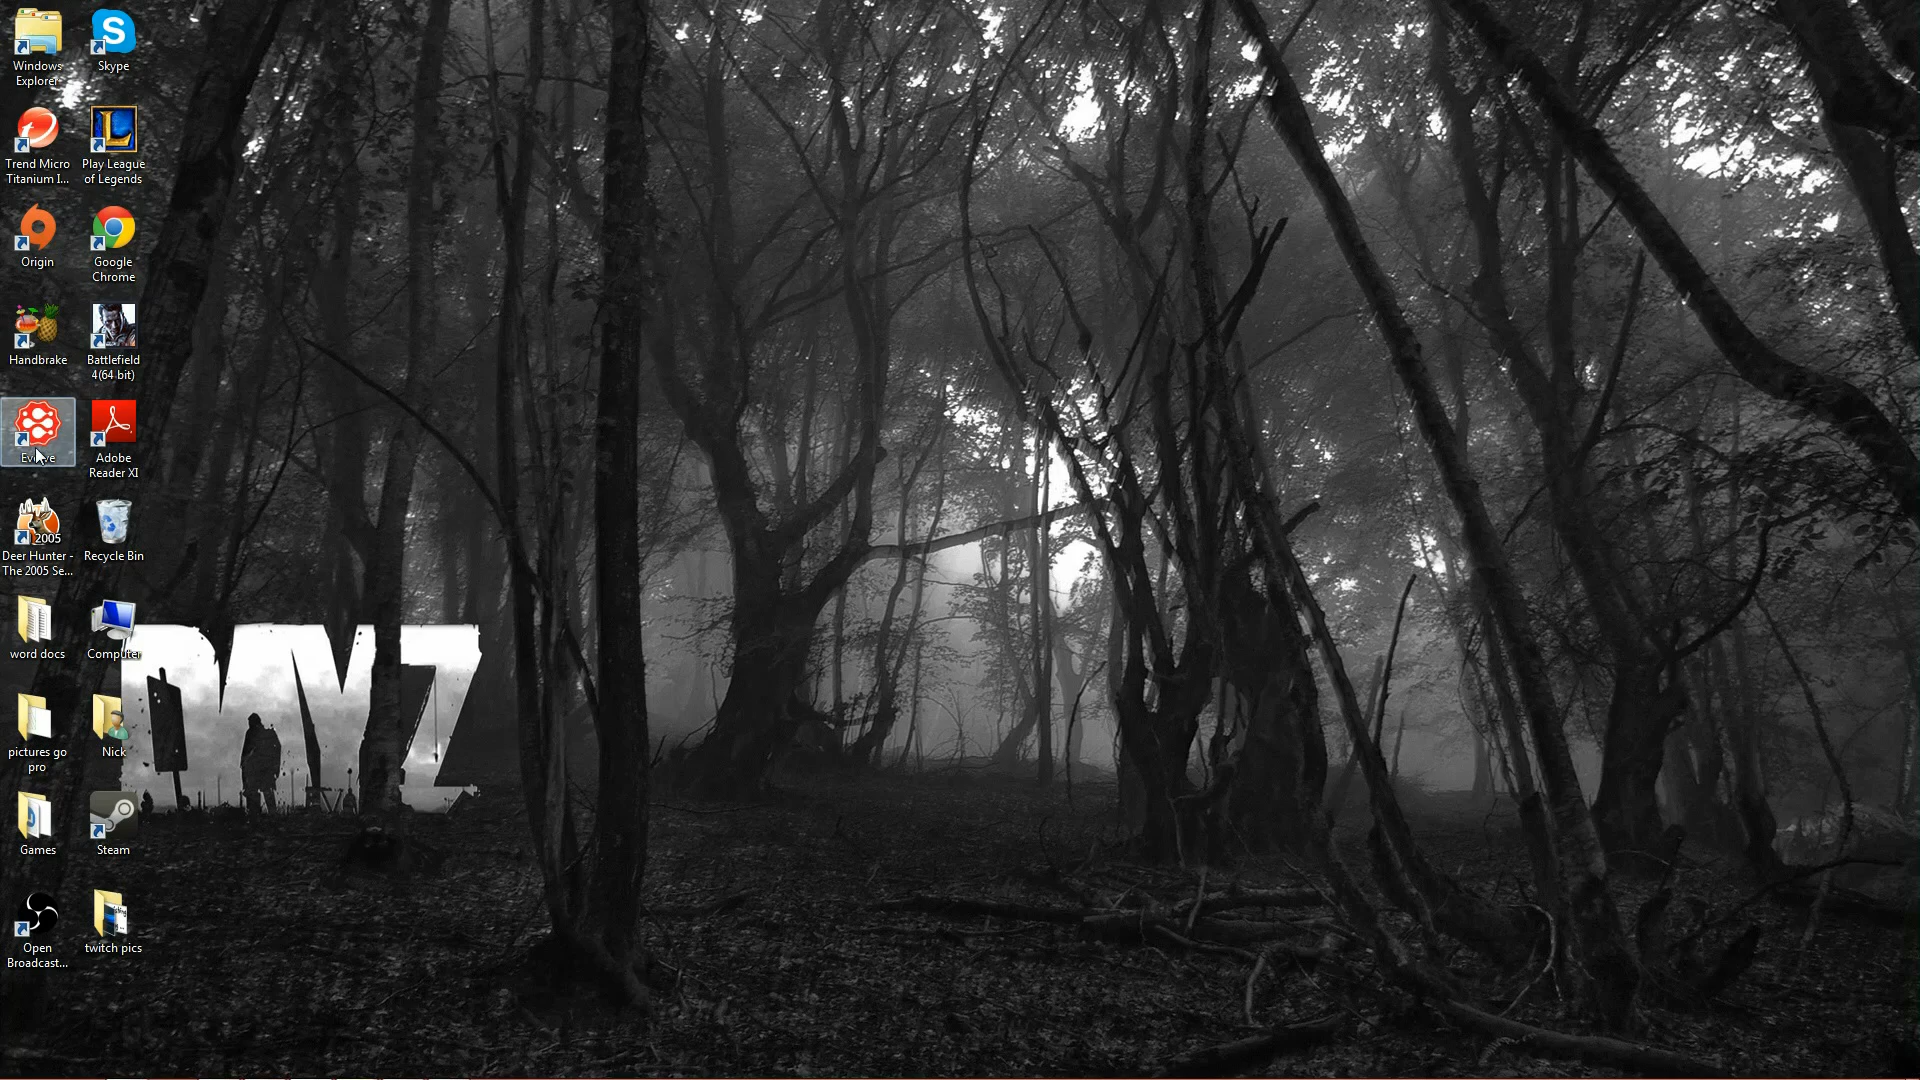 Windows
Explorer
Skype
Trend Micro
Titanium I...
Play League
of Legends
Origin
Google
Chrome
Handbrake
Battlefield
4(64 bit)
Adobe
Reader XI
2005
Deer Hunter -
The 2005 Se...
Recycle Bin
word docs
Computer
DAYZ
pictures go
pro
Nick
Games
Steam
Open
Broadcast...
twitch pics